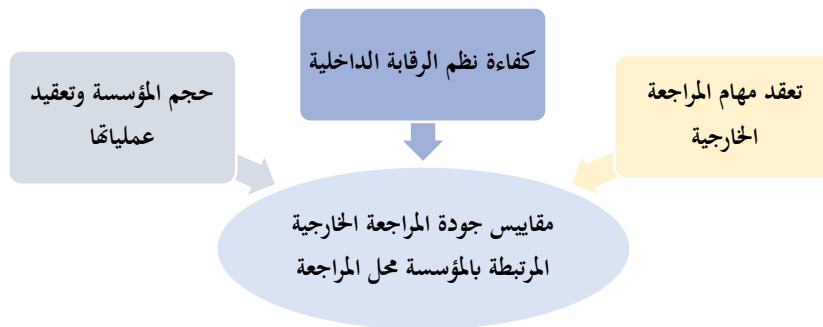 تعقد مهام المراجعة
الخارجية
كفاءة نظم الرقابة الداخلية
حجم المؤسسة وتعقيد
عملياتها
مقاييس جودة المراجعة الخارجية
المرتبطة بالمؤسسة محل المراجعة